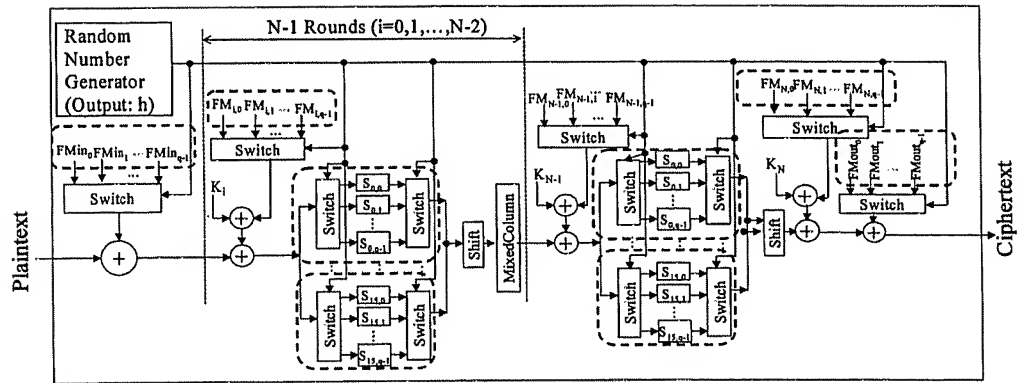 Random
Number
Generator
(Output: h)
N-1 Rounds (i=0,1,...,N-2)
FMin₀ FMin₁ ··· FMin_q-1
Switch
FM_i,0 FM_i,1 ··· FM_i,q-1
...
Switch
K_i
Switch
S_0,0
S_0,1
S_0,q-1
Switch
Switch
S_15,0
S_15,1
S_15,q-1
Switch
Shift
MixedColumn
FM_N-1,0 FM_N-1,1 ... FM_N-1,q-1
Switch
K_N-1
Switch
S_0,0
S_0,1
S_0,q-1
Switch
Switch
S_15,0
S_15,1
S_15,q-1
Switch
Shift
FM_N,0 FM_N,1 ··· FM_N,q-1
Switch
K_N
FMout₀
FMout₁
FMout_q-1
Switch
Plaintext
Ciphertext